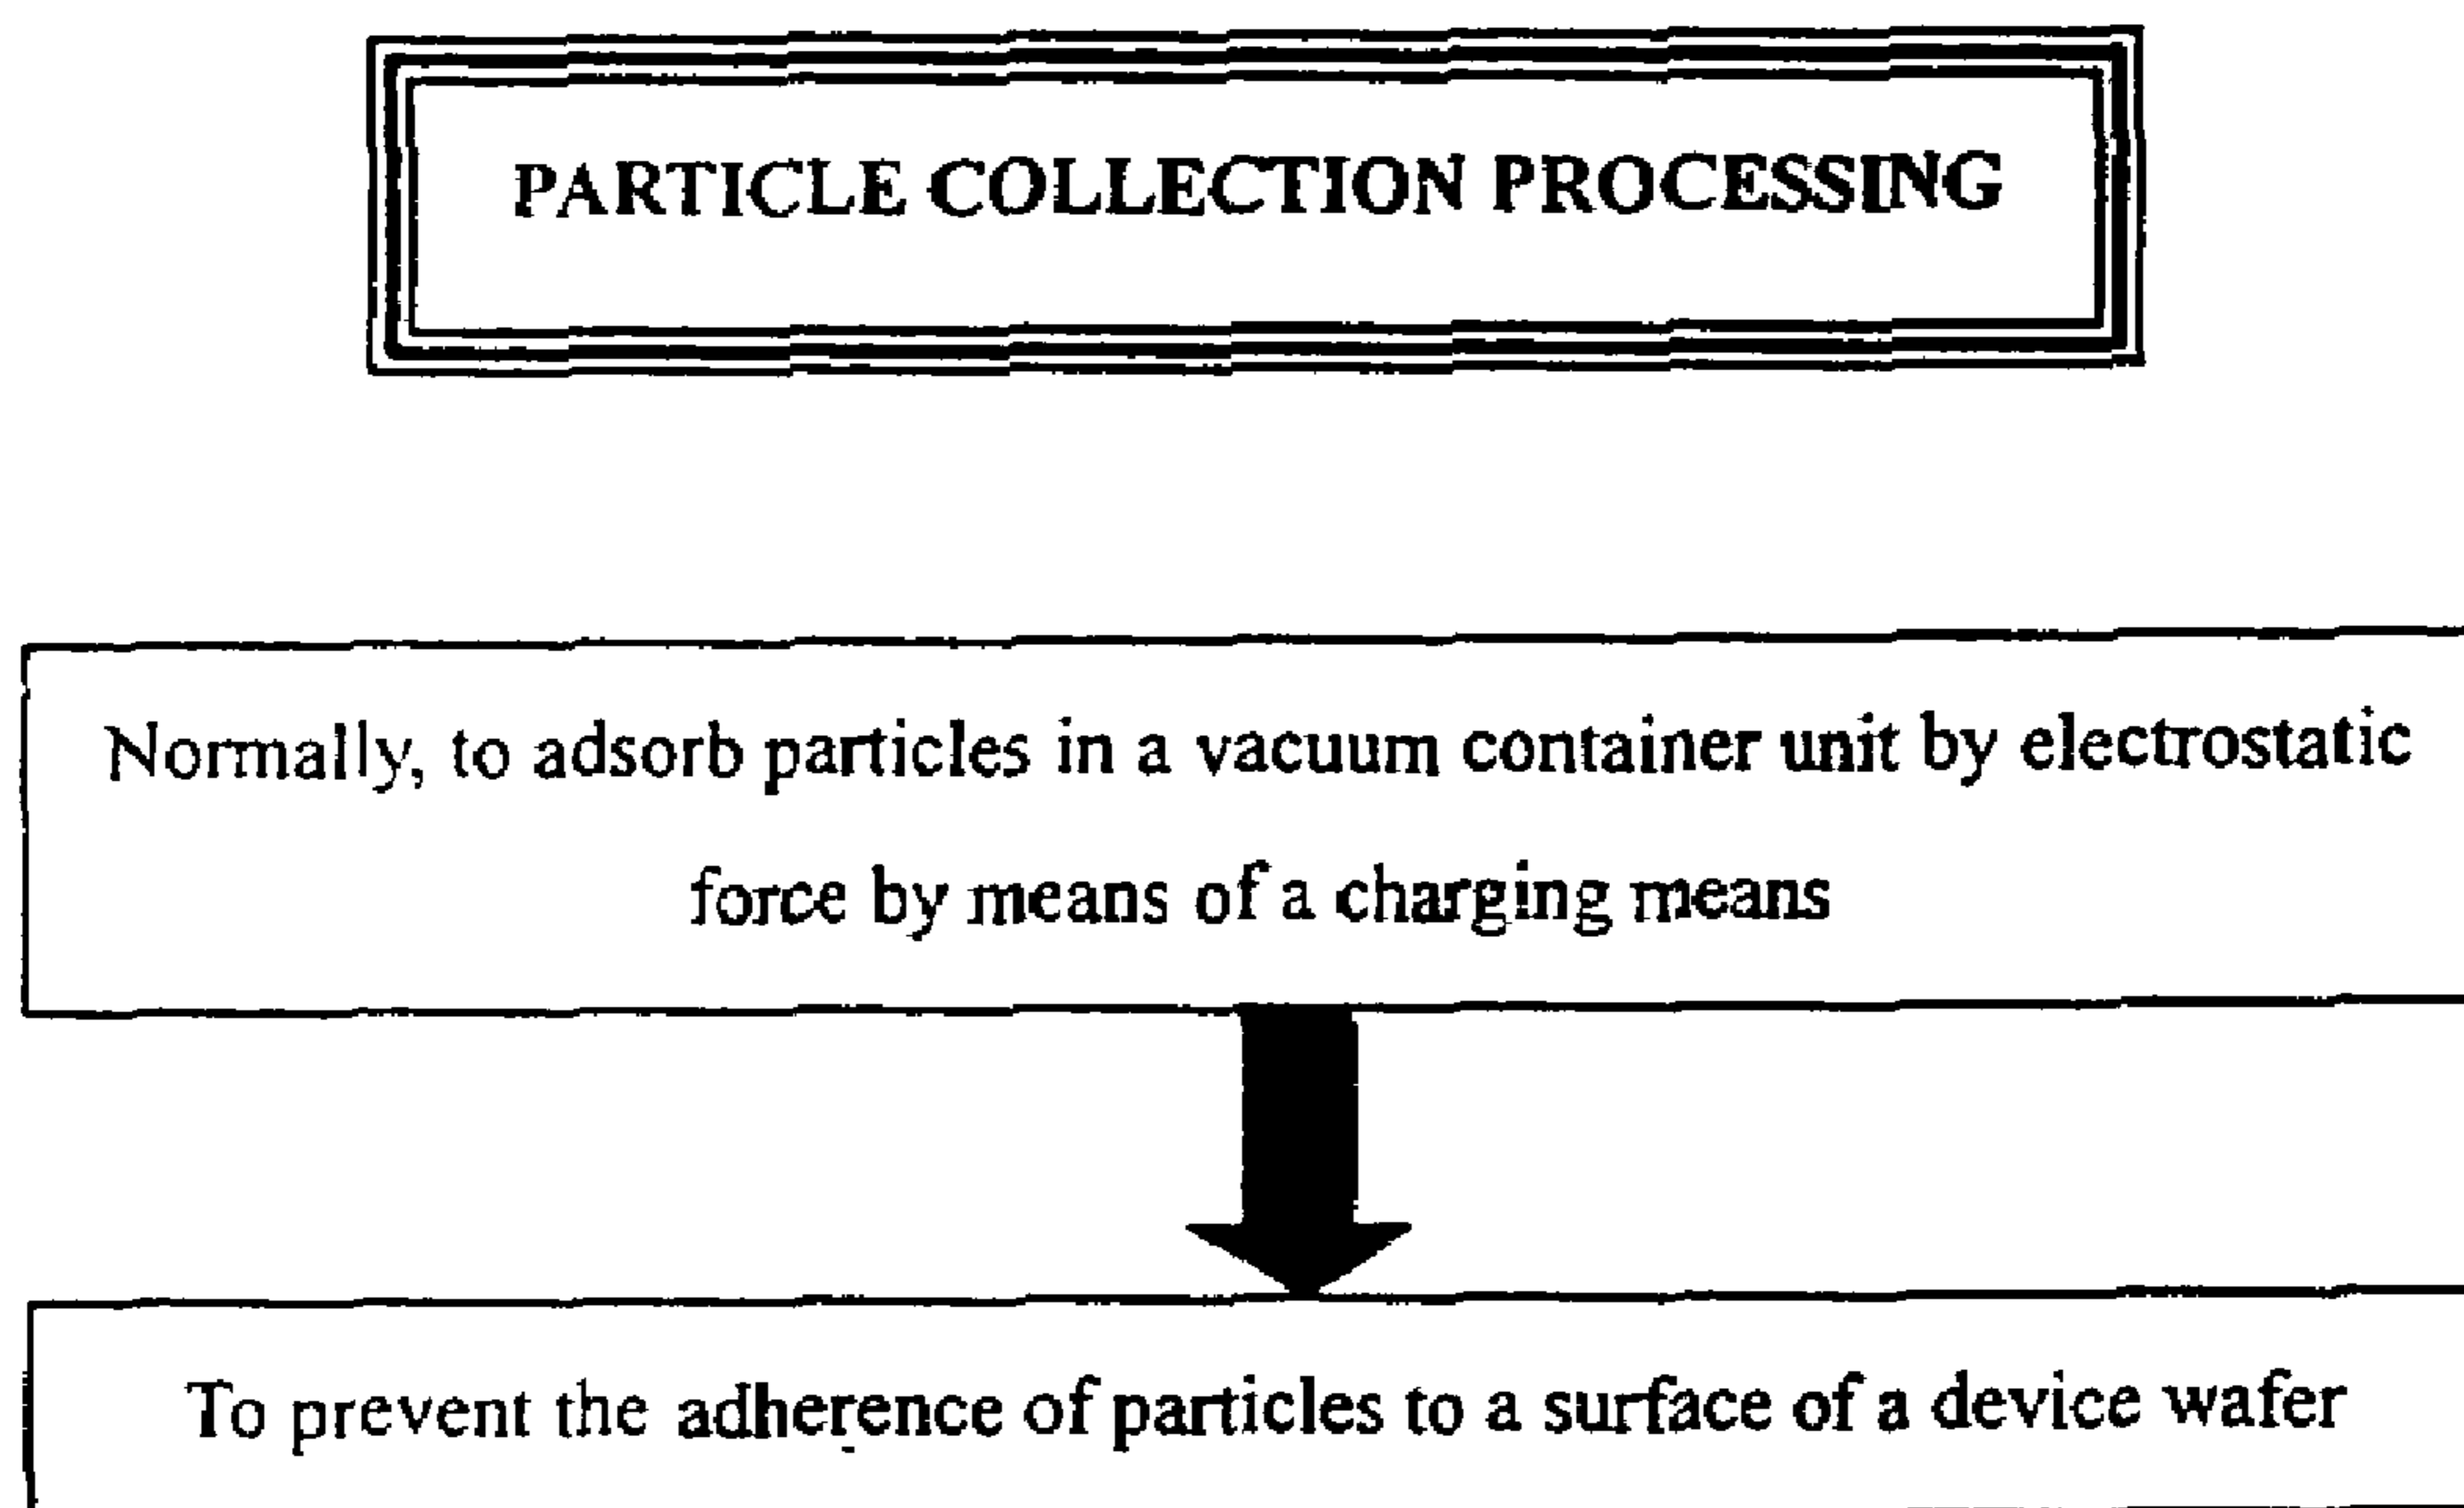 PARTICLE COLLECTION PROCESSING
Normally, to adsorb particles in a vacuum container unit by electrostatic
force by means of a charging means
To prevent the adherence of particles to a surface of a device wafer